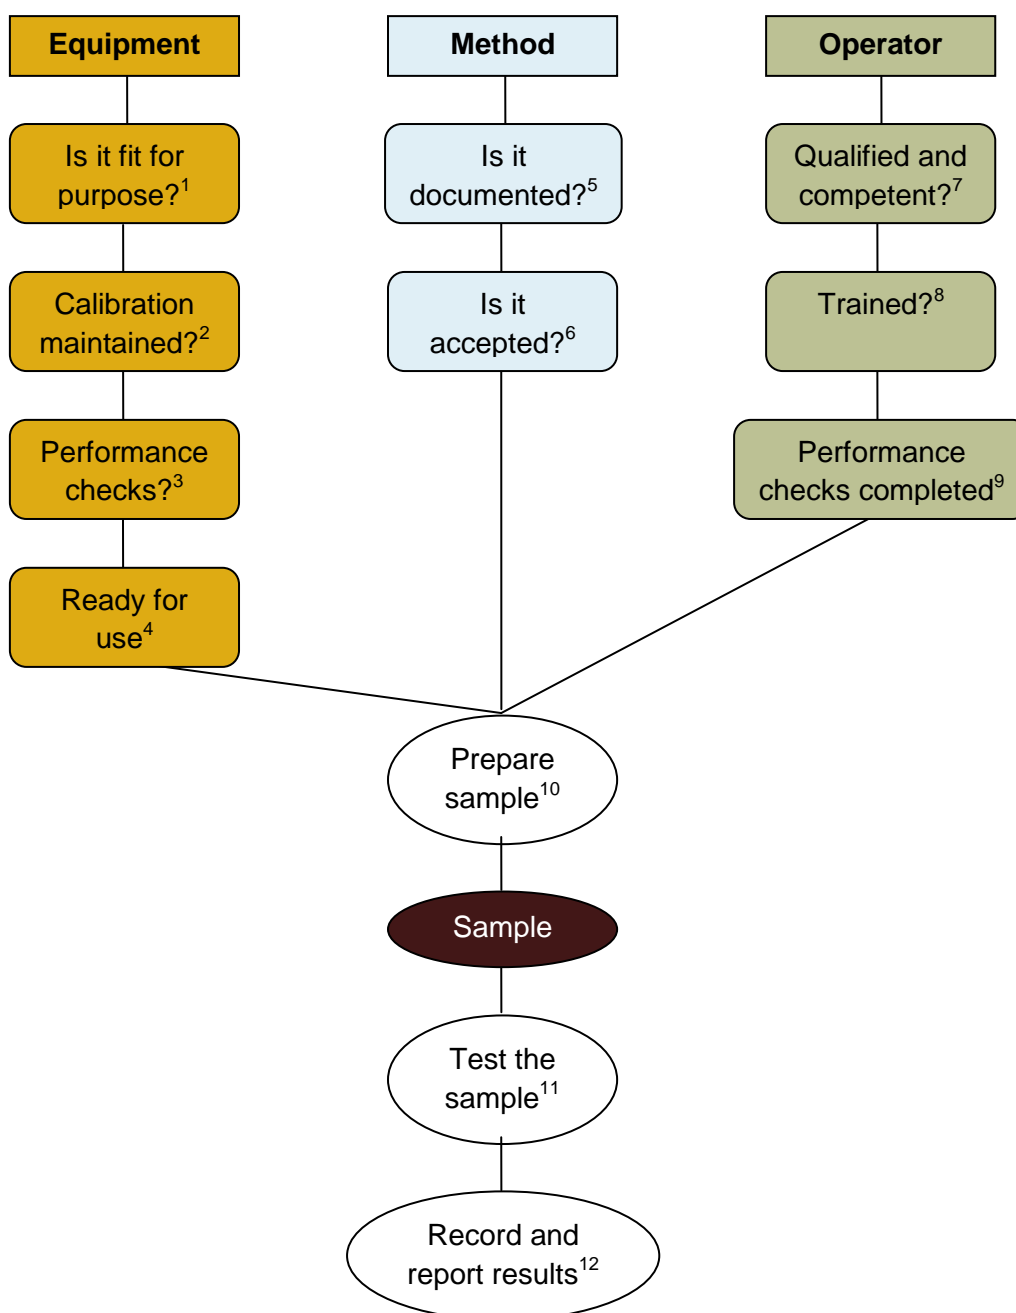 Equipment
Method
Operator
Is it fit for
purpose?¹
Is it
documented?⁵
Qualified and
competent?⁷
Calibration
maintained?²
Is it
accepted?⁶
Trained?⁸
Performance
checks?³
Performance
checks completed⁹
Ready for
use⁴
Prepare
sample¹⁰
Sample
Test the
sample¹¹
Record and
report results¹²